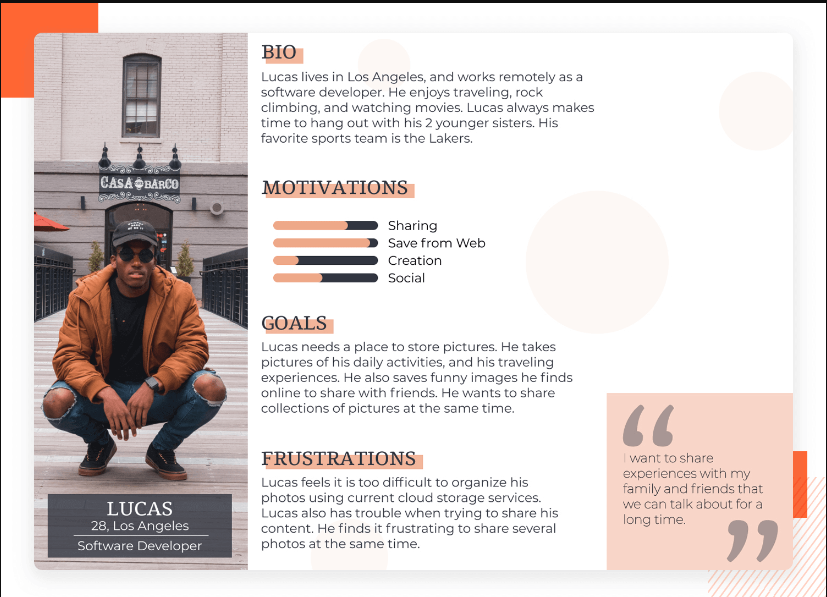 BIO
Lucas lives in Los Angeles, and works remotely as a
software developer. He enjoys traveling, rock
climbing, and watching movies. Lucas always makes
time to hang out with his 2 younger sisters. His
favorite sports team is the Lakers.
MOTIVATIONS
Sharing
Save from Web
Creation
Social
GOALS
Lucas needs a place to store pictures. He takes
pictures of his daily activities, and his traveling
experiences. He also saves funny images he finds
online to share with friends. He wants to share
collections of pictures at the same time.
FRUSTRATIONS
Lucas feels it is too difficult to organize his
photos using current cloud storage services.
Lucas also has trouble when trying to share his
content. He finds it frustrating to share several
photos at the same time.
CASA BARCO
LUCAS
28, Los Angeles
Software Developer
“
I want to share
experiences with my
family and friends that
we can talk about for a
long time.
”